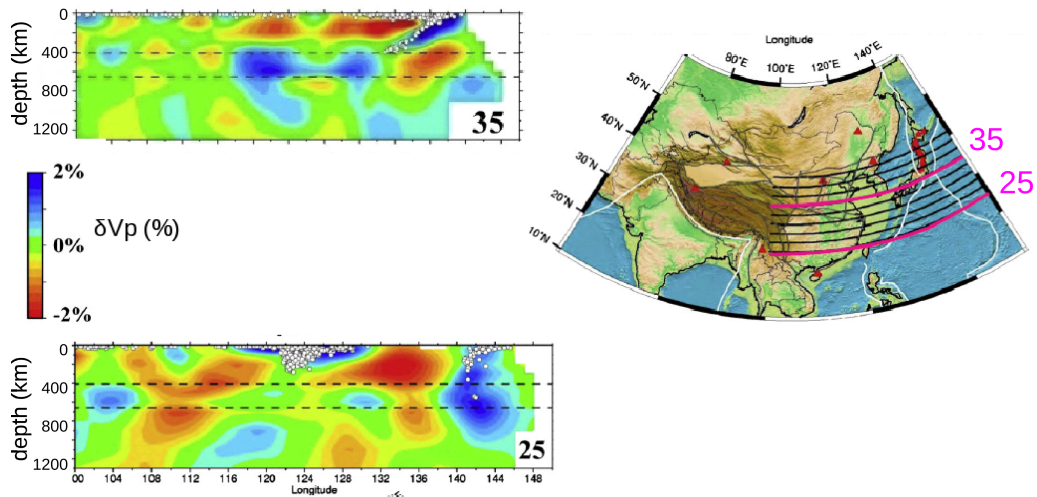 0
400
800
1200
depth (km)
35
2%
0%
-2%
δVp (%)
0
400
800
1200
depth (km)
25
00 104 108 112 116 120 124 128 132 136 140 144 148
Longitude
Longitude
80°E 100°E 120°E 140°E
50°N
40°N
30°N
20°N
10°N
35
25